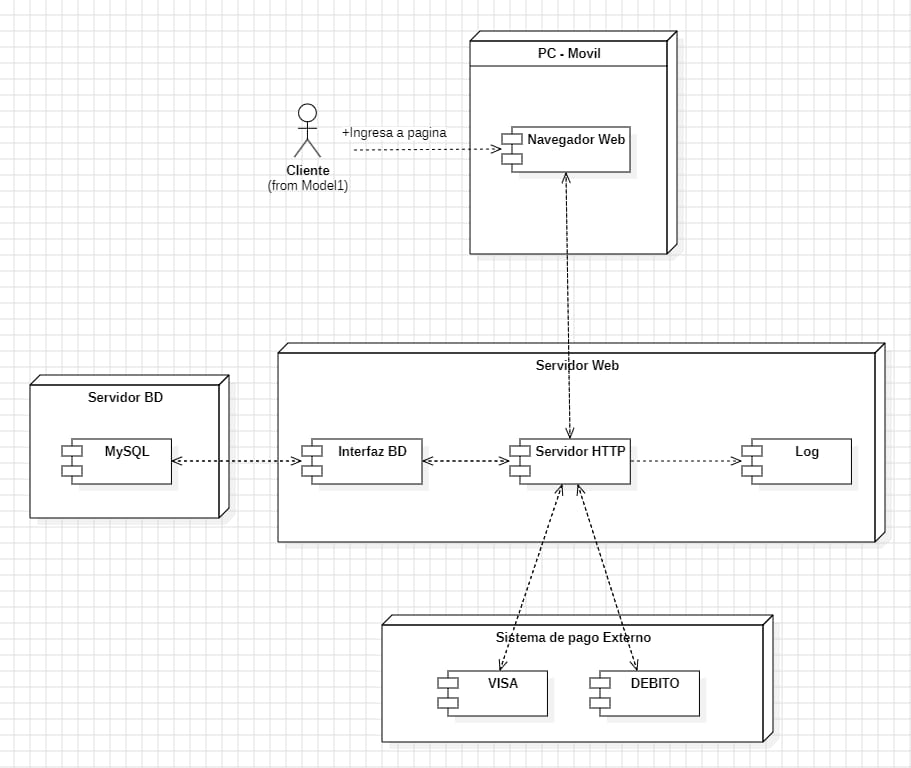 PC - Movil
+Ingresa a pagina
Navegador Web
Cliente
(from Model1)
Servidor Web
Servidor BD
MySQL
Interfaz BD
Servidor HTTP
Log
Sistema de pago Externo
VISA
DEBITO